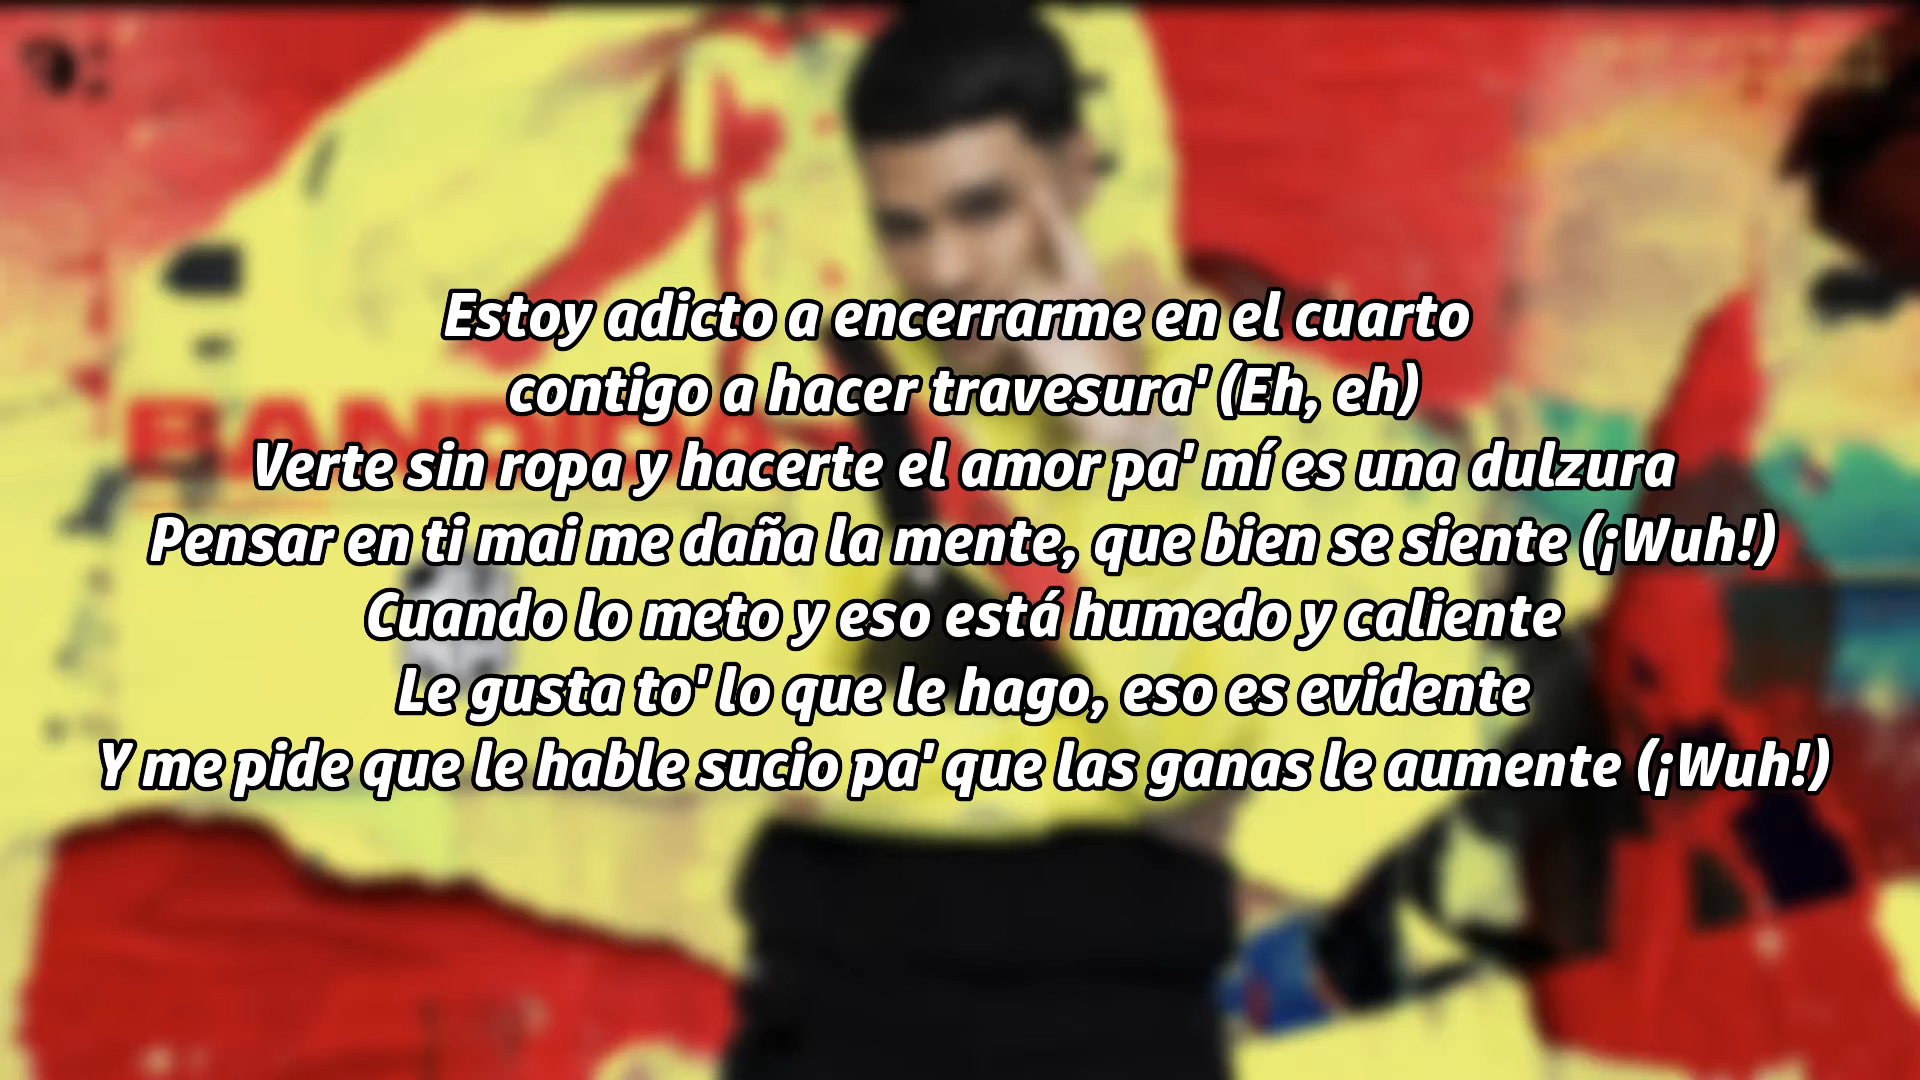 Estoy adicto a encerrarme en el cuarto
contigo a hacer travesura' (Eh, eh)
Verte sin ropa y hacerte el amor pa' mí es una dulzura
Pensar en ti mai me daña la mente, que bien se siente (¡Wuh!)
Cuando lo meto y eso está humedo y caliente
Le gusta to' lo que le hago, eso es evidente
Y me pide que le hable sucio pa' que las ganas le aumente (¡Wuh!)